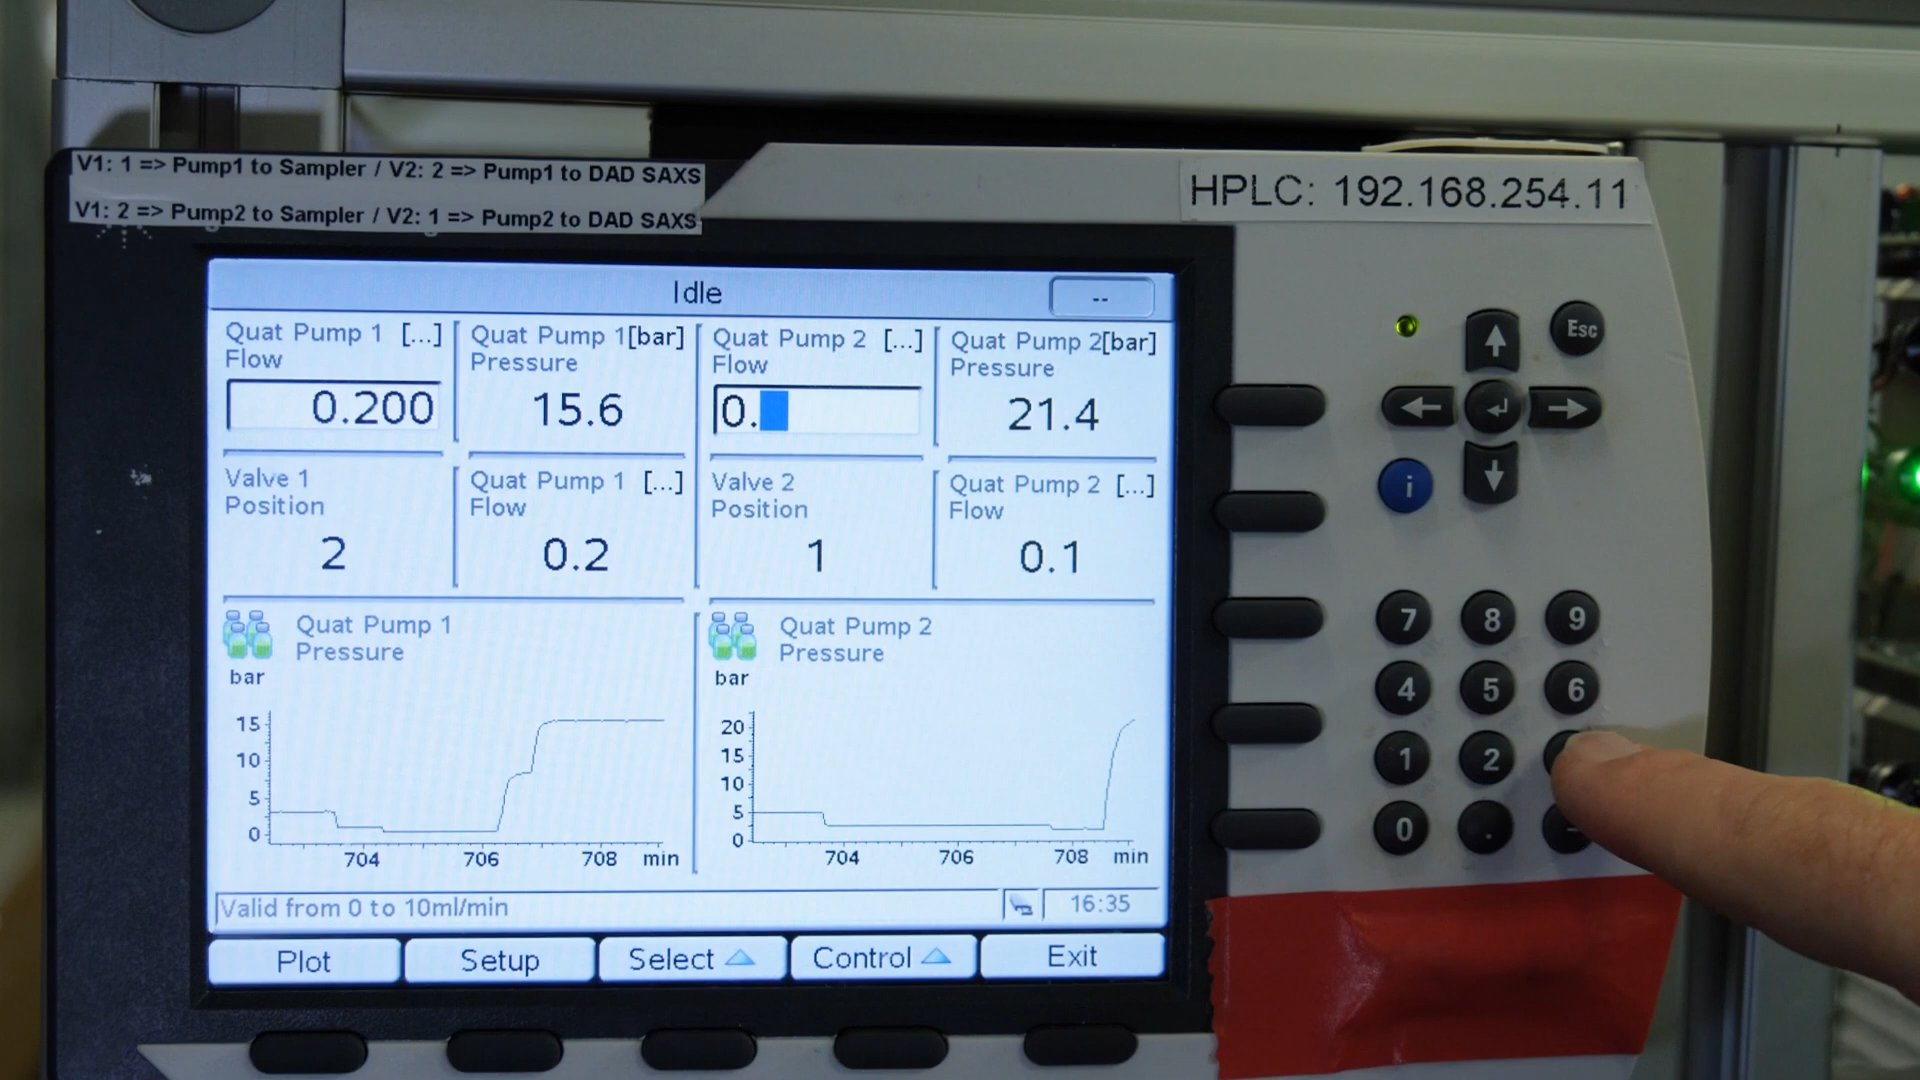 V1: 1 => Pump1 to Sampler / V2: 2 => Pump1 to DAD SAXS
V1: 2 => Pump2 to Sampler / V2: 1 => Pump2 to DAD SAXS
HPLC: 192.168.254.11
Idle
--
Quat Pump 1 [...]
Flow
0.200
Quat Pump 1[bar]
Pressure
15.6
Quat Pump 2 [...]
Flow
0.
Quat Pump 2[bar]
Pressure
21.4
Valve 1
Position
2
Quat Pump 1 [...]
Flow
0.2
Valve 2
Position
1
Quat Pump 2 [...]
Flow
0.1
Quat Pump 1
Pressure
bar
15
10
5
0
704 706 708 min
Quat Pump 2
Pressure
bar
20
15
10
5
0
704 706 708 min
Valid from 0 to 10ml/min
16:35
Plot Setup Select Control Exit
Esc
i
7 8 9
4 5 6
1 2
0 .